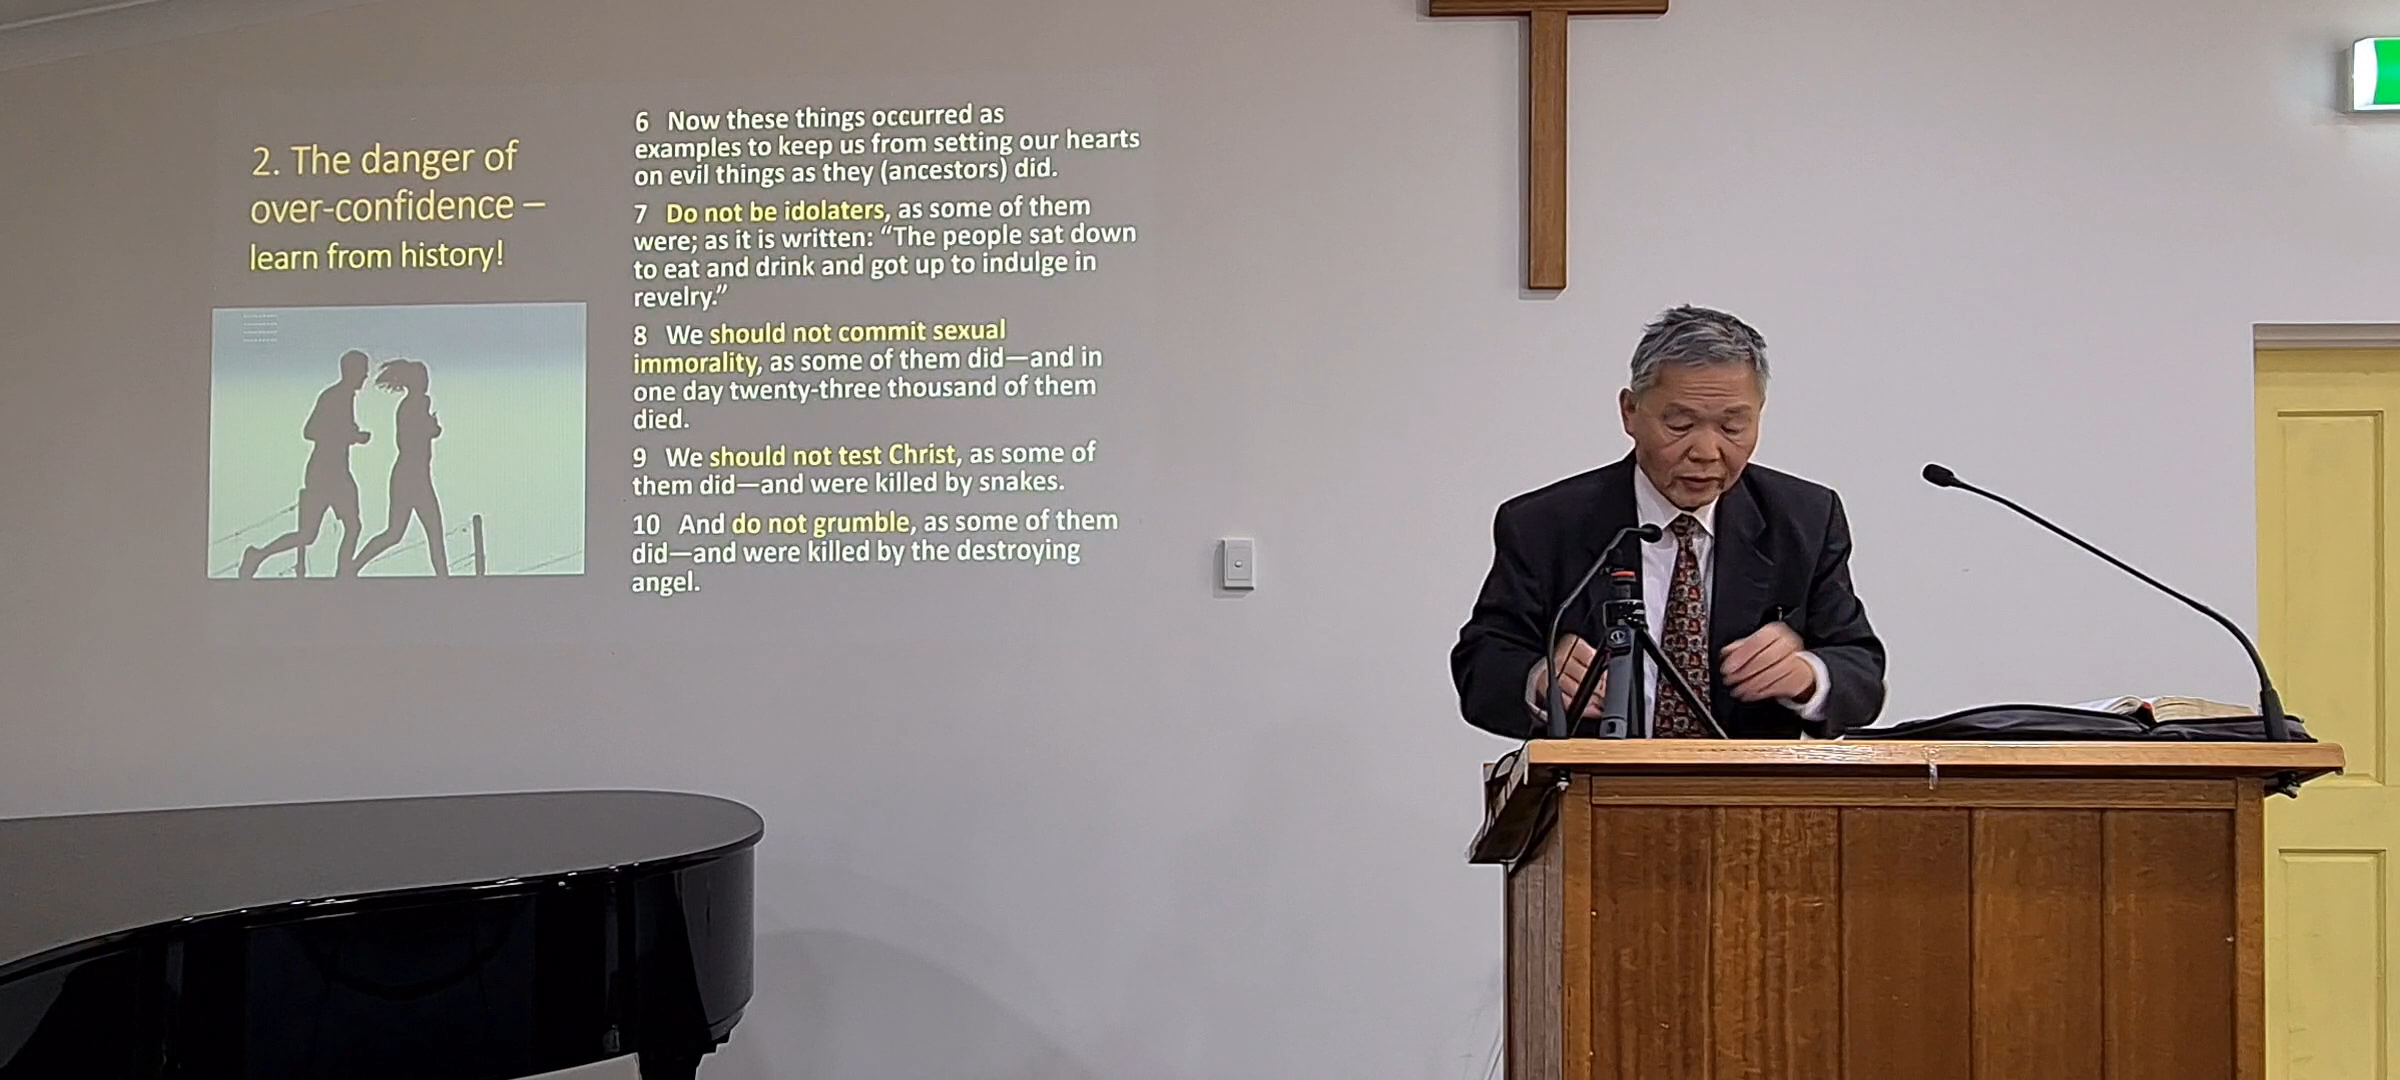 2. The danger of
over-confidence –
learn from history!
6 Now these things occurred as
examples to keep us from setting our hearts
on evil things as they (ancestors) did.
7 Do not be idolaters, as some of them
were; as it is written: “The people sat down
to eat and drink and got up to indulge in
revelry.”
8 We should not commit sexual
immorality, as some of them did—and in
one day twenty-three thousand of them
died.
9 We should not test Christ, as some of
them did—and were killed by snakes.
10 And do not grumble, as some of them
did—and were killed by the destroying
angel.